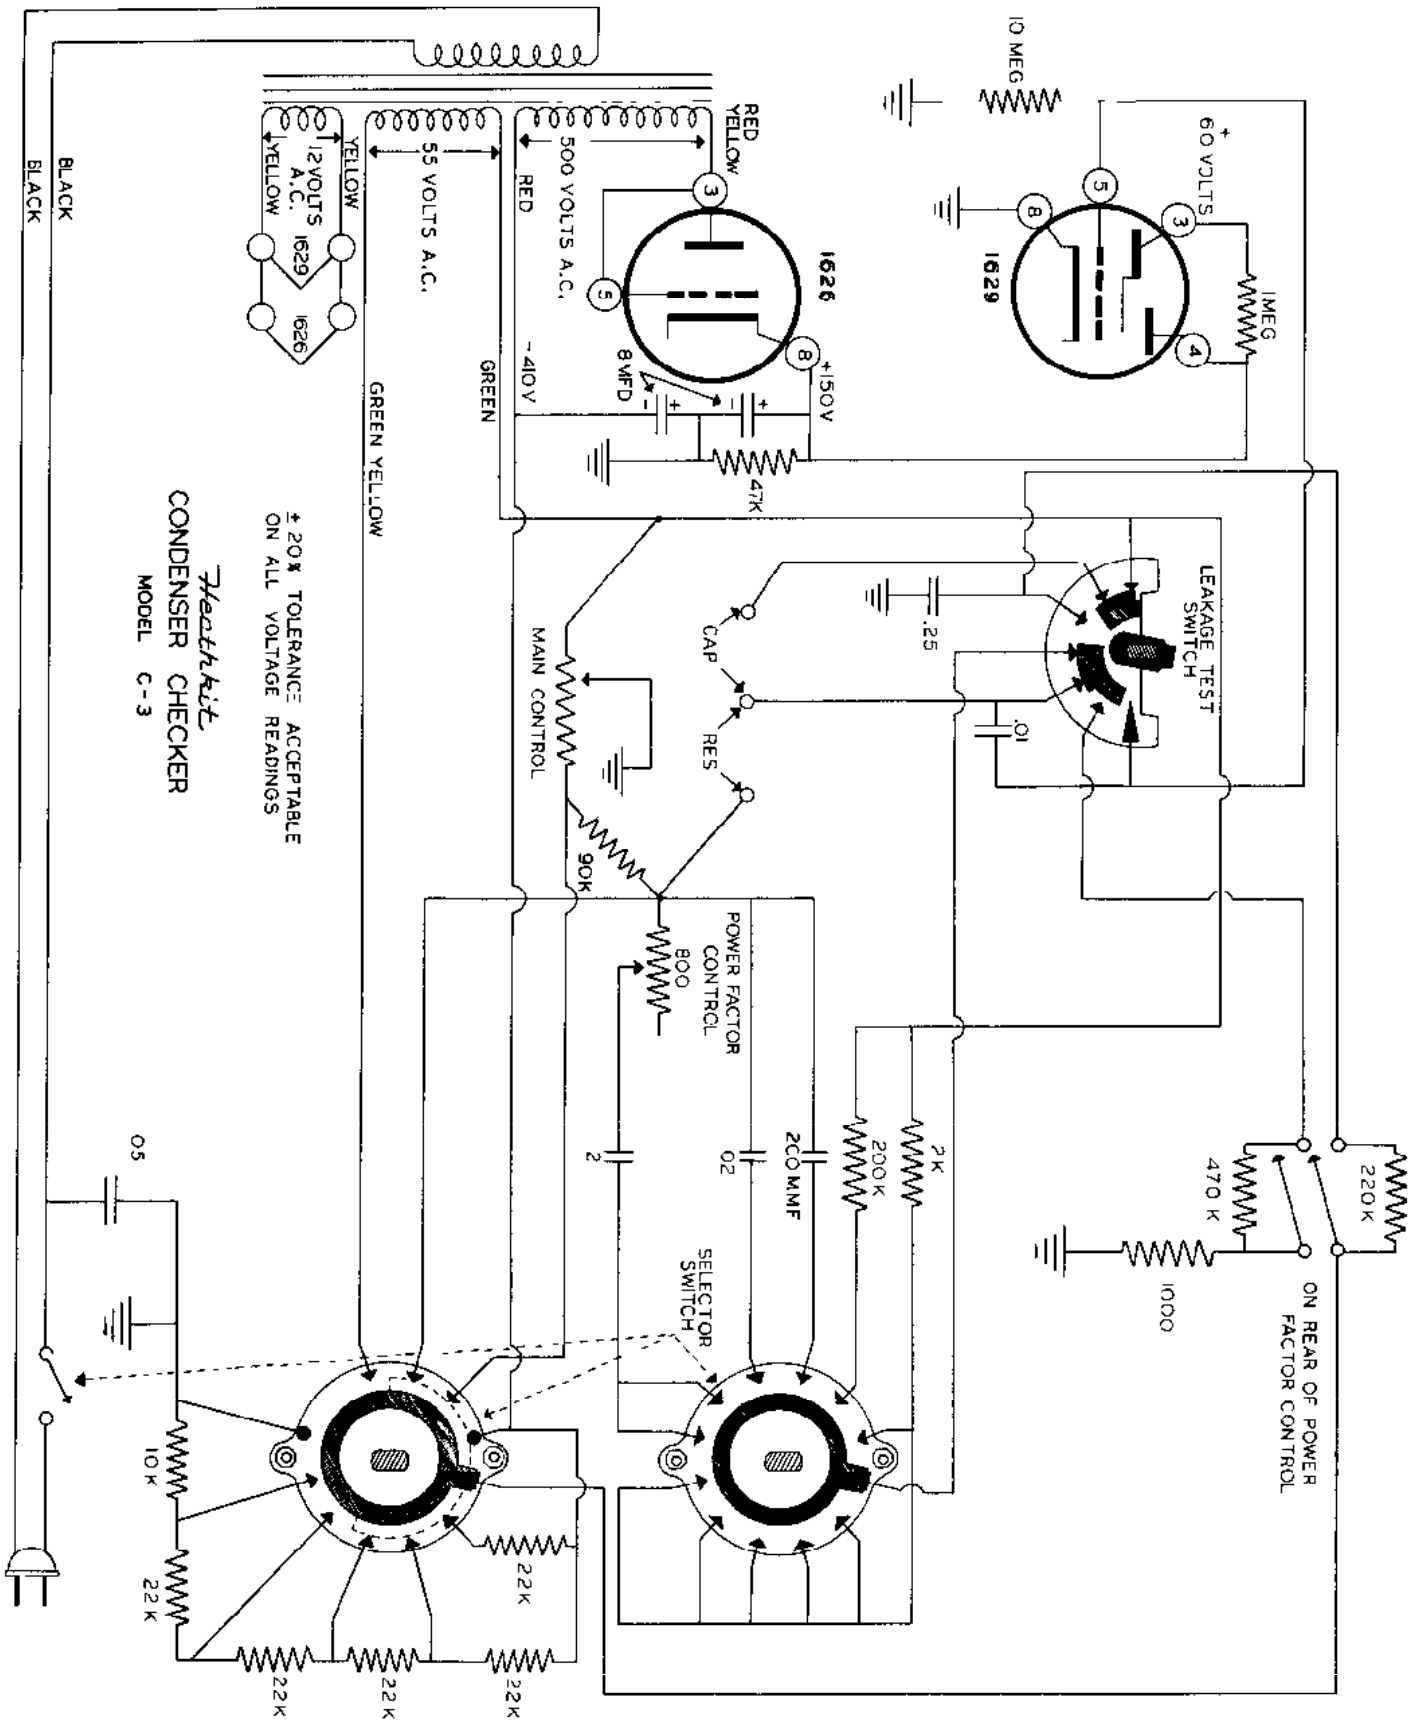 BLACK
BLACK
YELLOW
12 VOLTS
A.C.
YELLOW
1629
1626
55 VOLTS A.C.
GREEN YELLOW
GREEN
500 VOLTS A.C.
RED
RED
YELLOW
3
5
8
1626
+150V
-410V
8 MFD
+
-
+
-
47K
10 MEG
+
60 VOLTS
5
3
8
4
1629
1 MEG
LEAKAGE TEST
SWITCH
.25
.01
CAP
RES
MAIN CONTROL
90K
POWER FACTOR
CONTROL
800
2
02
200 MMF
200K
2K
220K
470 K
1000
ON REAR OF POWER
FACTOR CONTROL
SELECTOR
SWITCH
05
10K
22K
22K
22K
22K
22K
± 20% TOLERANCE ACCEPTABLE
ON ALL VOLTAGE READINGS
Heathkit
CONDENSER CHECKER
MODEL C-3